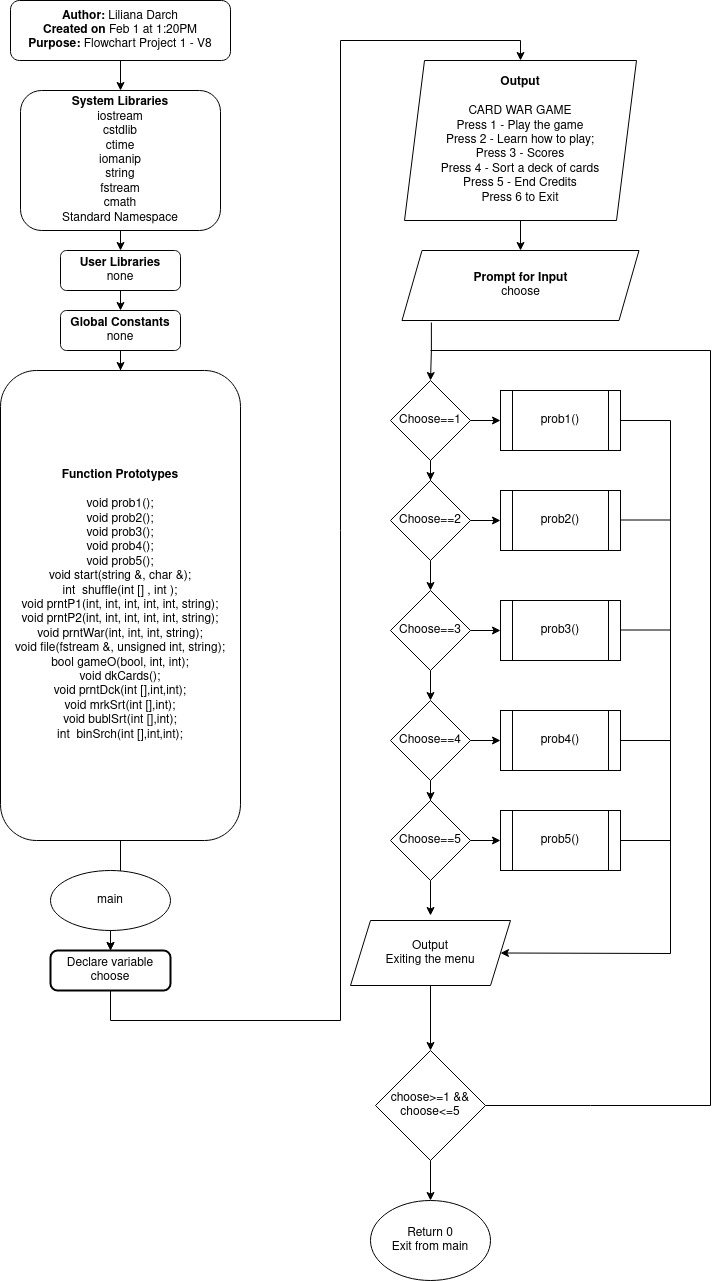 Author: Liliana Darch
Created on Feb 1 at 1:20PM
Purpose: Flowchart Project 1 - V8
System Libraries
iostream
cstdlib
ctime
iomanip
string
fstream
cmath
Standard Namespace
User Libraries
none
Global Constants
none
Function Prototypes
void prob1();
void prob2();
void prob3();
void prob4();
void prob5();
void start(string &, char &);
int  shuffle(int [] , int );
void prntP1(int, int, int, int, int, string);
void prntP2(int, int, int, int, int, string);
void prntWar(int, int, int, string);
void file(fstream &, unsigned int, string);
bool gameO(bool, int, int);
void dkCards();
void prntDck(int [],int,int);
void mrkSrt(int [],int);
void bublSrt(int [],int);
int  binSrch(int [],int,int);
main
Declare variable
choose
Output
CARD WAR GAME
Press 1 - Play the game
Press 2 - Learn how to play;
Press 3 - Scores
Press 4 - Sort a deck of cards
Press 5 - End Credits
Press 6 to Exit
Prompt for Input
choose
Choose==1
prob1()
Choose==2
prob2()
Choose==3
prob3()
Choose==4
prob4()
Choose==5
prob5()
Output
Exiting the menu
choose>=1 &&
choose<=5
Return 0
Exit from main